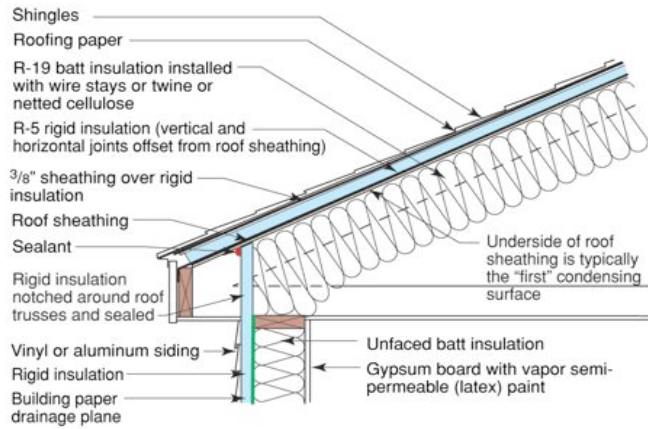 Shingles
Roofing paper
R-19 batt insulation installed
with wire stays or twine or
netted cellulose
R-5 rigid insulation (vertical and
horizontal joints offset from roof sheathing)
3/8" sheathing over rigid
insulation
Roof sheathing
Sealant
Rigid insulation
notched around roof
trusses and sealed
Underside of roof
sheathing is typically
the “first” condensing
surface
Vinyl or aluminum siding
Rigid insulation
Building paper
drainage plane
Unfaced batt insulation
Gypsum board with vapor semi-
permeable (latex) paint